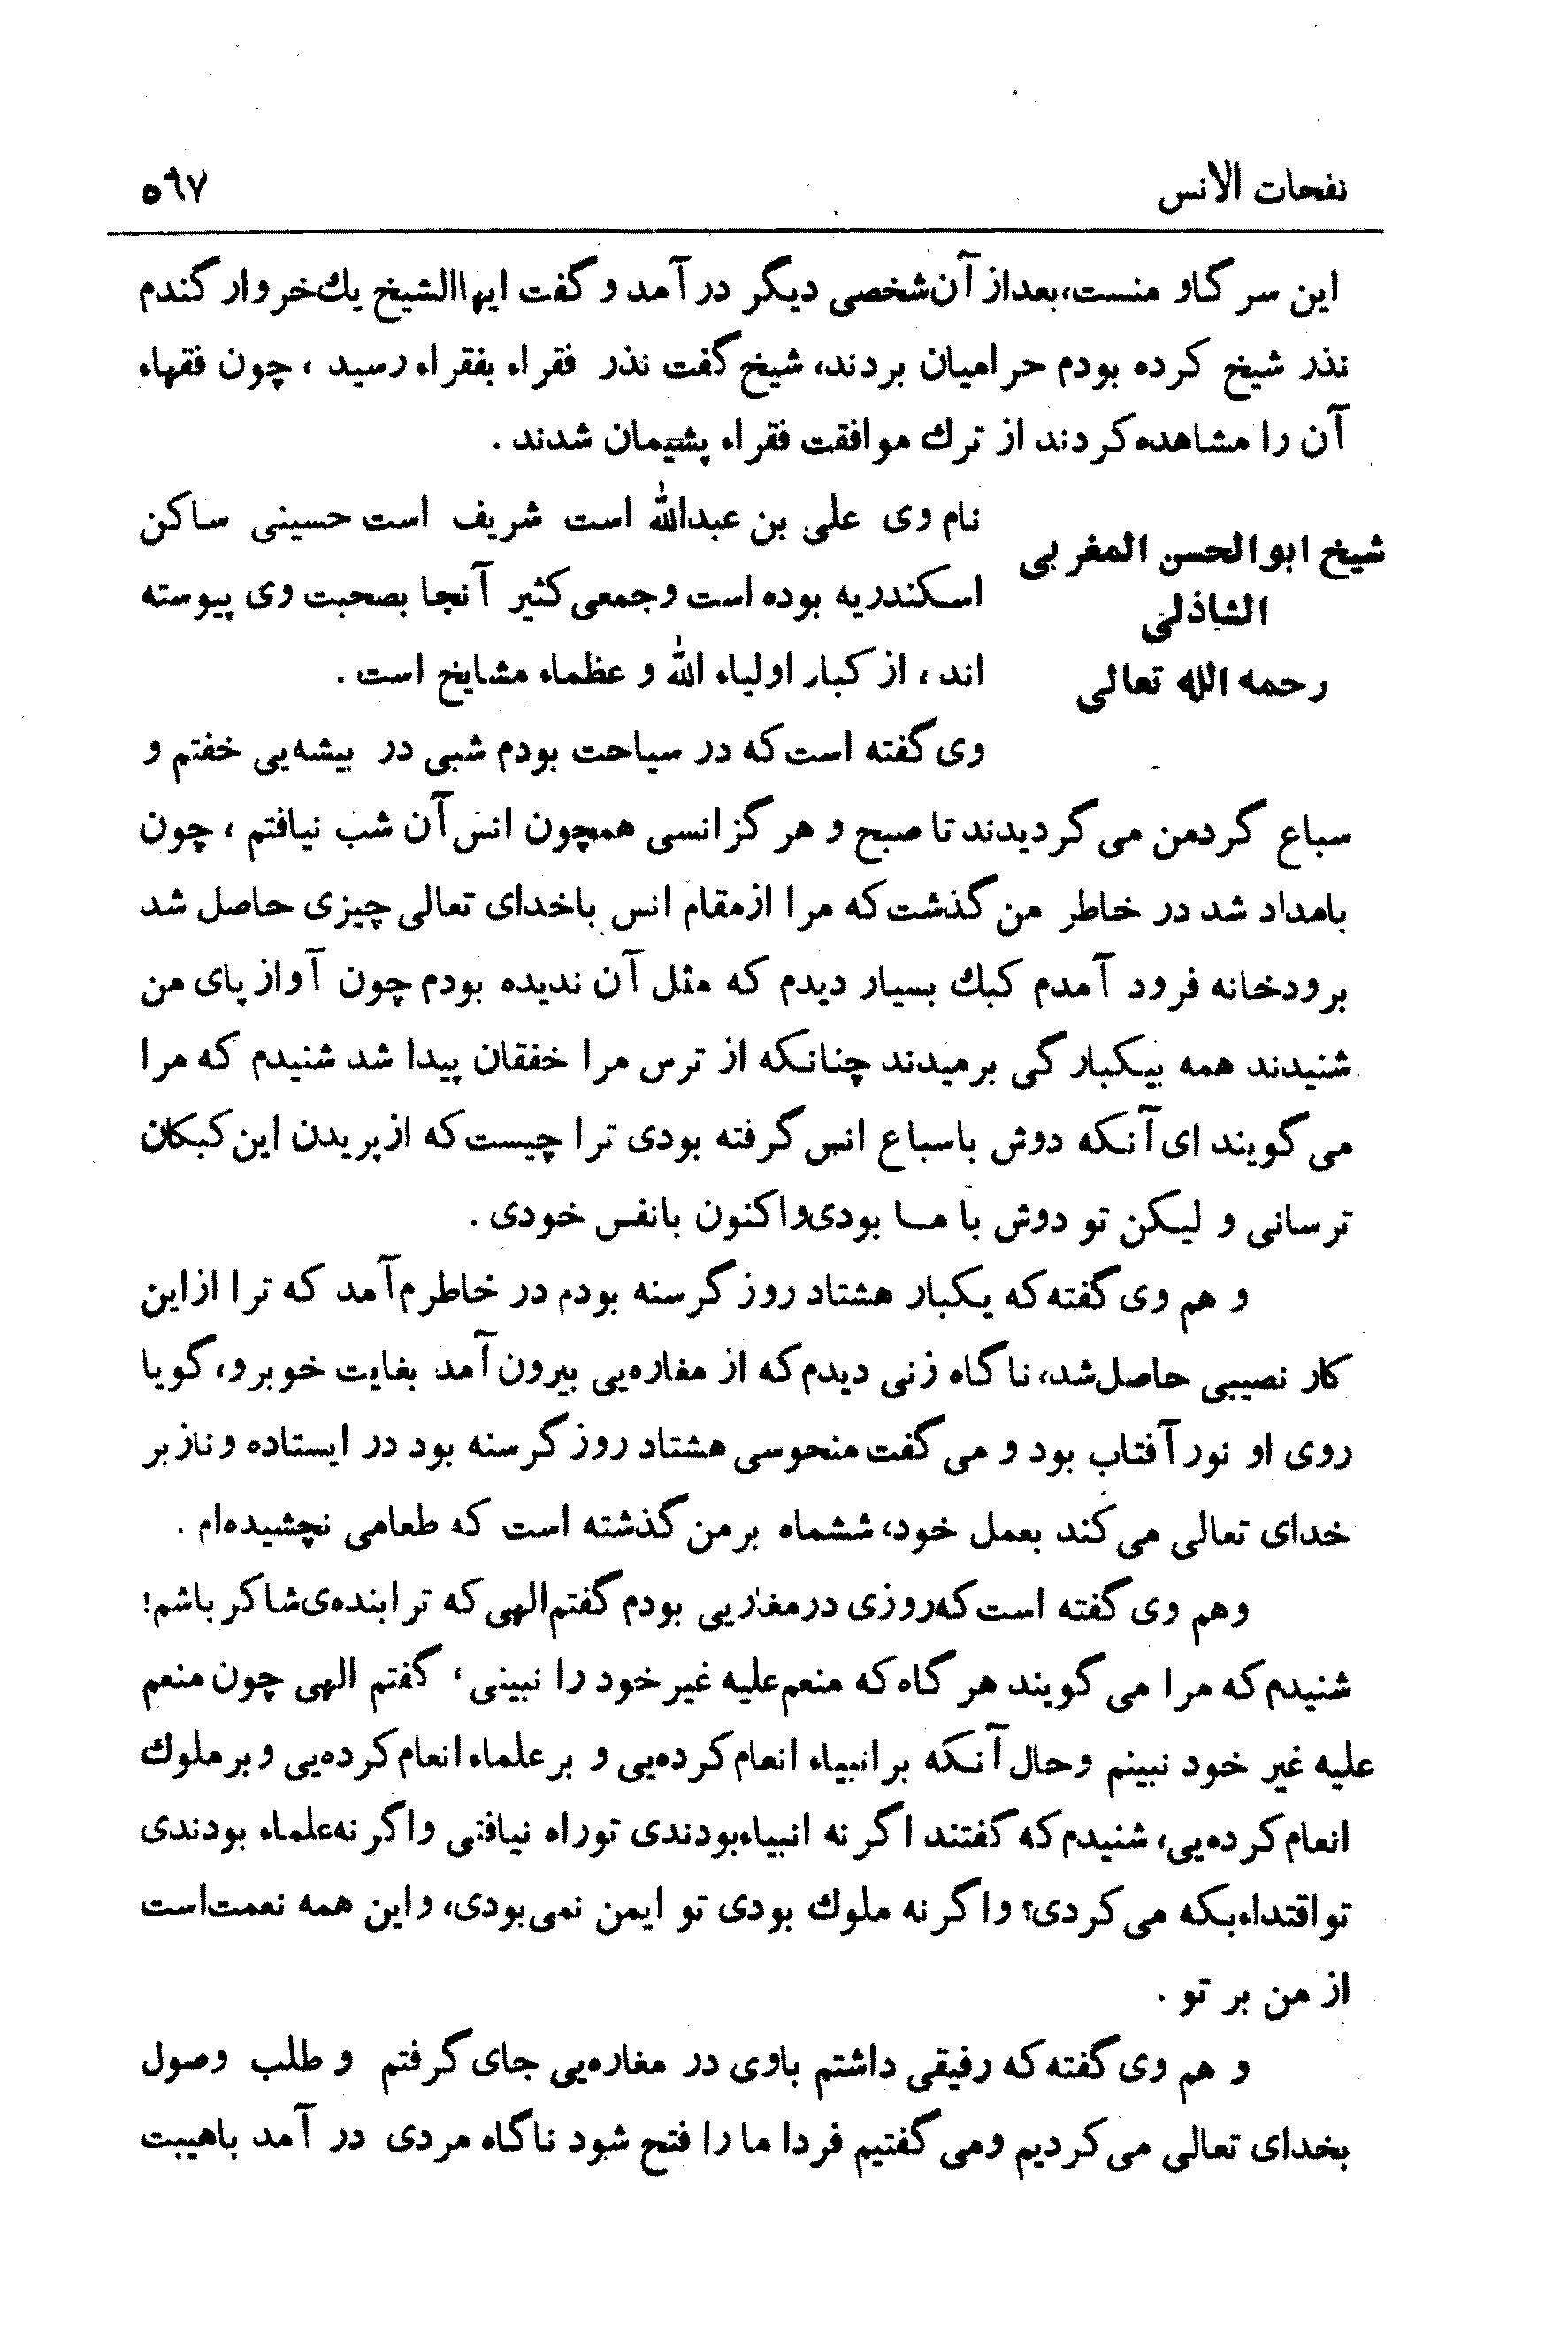 نفحات الانس ٥٦٧
این سر گاو منست،بعداز آن‌شخصی دیگر در آمد و گفت ایهاالشیخ یك‌خروار گندم
نذر شیخ کرده بودم حرامیان بردند، شیخ گفت نذر فقراء بفقراء رسید ، چون فقهاء
آن را مشاهده‌کردند از ترك موافقت فقراء پشیمان شدند .
شیخ ابوالحسن المغربی
الشاذلی
رحمه الله تعالی
نام وی علی بن عبدالله است شریف است حسینی ساکن
اسکندریه بوده است وجمعی کثیر آنجا بصحبت وی پیوسته
اند ، از کبار اولیاء الله و عظماء مشایخ است .
وی گفته است‌که در سیاحت بودم شبی در بیشه‌یی خفتم و
سباع گردمن می گردیدند تا صبح و هر گز انسی همچون انس آن شب نیافتم ، چون
بامداد شد در خاطر من گذشت‌که مرا ازمقام انس باخدای تعالی چیزی حاصل شد
برودخانه فرود آمدم کبك بسیار دیدم که مثل آن ندیده بودم چون آواز پای من
شنیدند همه بیکبارگی برمیدند چنانکه از ترس مرا خفقان پیدا شد شنیدم که مرا
می گویند ای آنکه دوش باسباع انس گرفته بودی ترا چیست‌که ازپریدن این کبکان
ترسانی و لیکن تو دوش با ما بودی‌واکنون بانفس خودی .
و هم وی گفته‌که یکبار هشتاد روز گرسنه بودم در خاطرم‌آمد که ترا ازاین
کار نصیبی حاصل‌شد، ناگاه زنی دیدم‌که از مغاره‌یی بیرون آمد بغایت خوبرو، گویا
روی او نور آفتاب بود و می گفت منحوسی هشتاد روز گرسنه بود در ایستاده و ناز بر
خدای تعالی می کند بعمل خود، ششماه برمن گذشته است که طعامی نچشیده‌ام .
وهم وی گفته است‌که‌روزی درمغاریی بودم گفتم‌الهی‌که ترابنده‌ی‌شاکر باشم!
شنیدم‌که مرا می گویند هر گاه‌که منعم‌علیه غیرخود را نبینی ، گفتم الهی چون منعم
علیه غیر خود نبینم وحال آنکه برانبیاء انعام‌کرده‌یی و برعلماء انعام‌کرده‌یی وبرملوك
انعام‌کرده‌یی، شنیدم‌که گفتند اگر نه انبیاءبودندی توراه نیافتی واگر نه‌علماء بودندی
تواقتداءبکه می کردی؟ واگر نه ملوك بودی تو ایمن نمی بودی، واین همه نعمت‌است
از من بر تو .
و هم وی گفته‌که رفیقی داشتم باوی در مغاره‌یی جای گرفتم و طلب وصول
بخدای تعالی می کردیم ومی گفتیم فردا ما را فتح شود ناگاه مردی در آمد باهیبت